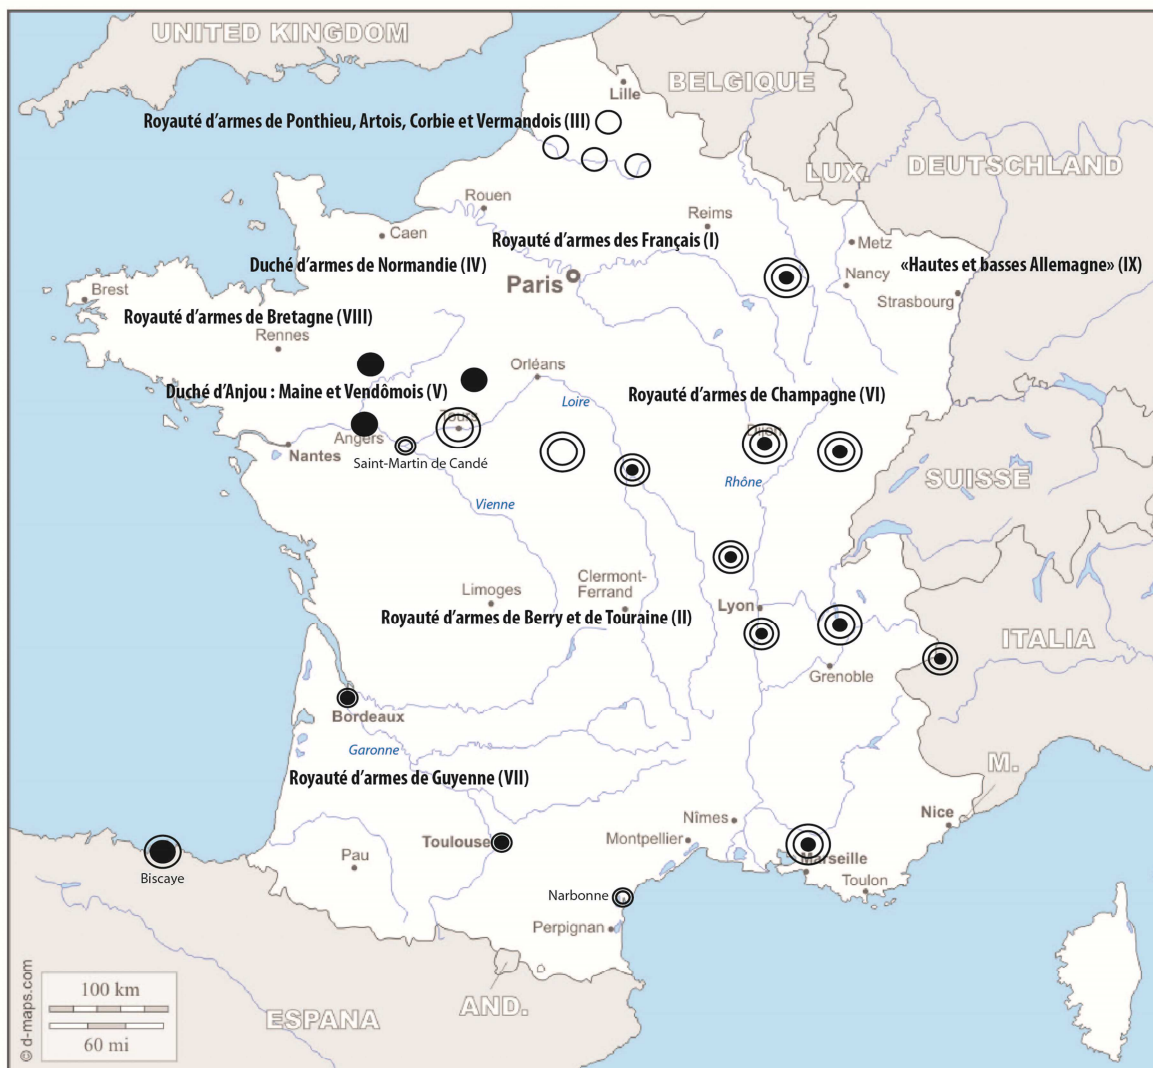 UNITED KINGDOM
BELGIQUE
Lille
Royauté d'armes de Ponthieu, Artois, Corbie et Vermandois (III)
DEUTSCHLAND
LUX.
Rouen
Reims
Caen
Royauté d'armes des Français (I)
Metz
Duché d'armes de Normandie (IV)
«Hautes et basses Allemagne» (IX)
Paris
Nancy
Brest
Strasbourg
Royauté d'armes de Bretagne (VIII)
Rennes
Orléans
Duché d'Anjou : Maine et Vendômois (V)
Royauté d'armes de Champagne (VI)
Loire
Tours
Dijon
Angers
Nantes
Saint-Martin de Candé
SUISSE
Rhône
Vienne
Clermont-
Ferrand
Limoges
Lyon
Royauté d'armes de Berry et de Touraine (II)
ITALIA
Grenoble
Bordeaux
Garonne
M.
Royauté d'armes de Guyenne (VII)
Nice
Nîmes
Toulouse
Montpellier
Pau
Marseille
Biscaye
Toulon
Narbonne
Perpignan
100 km
AND.
ESPANA
60 mi
© d-maps.com